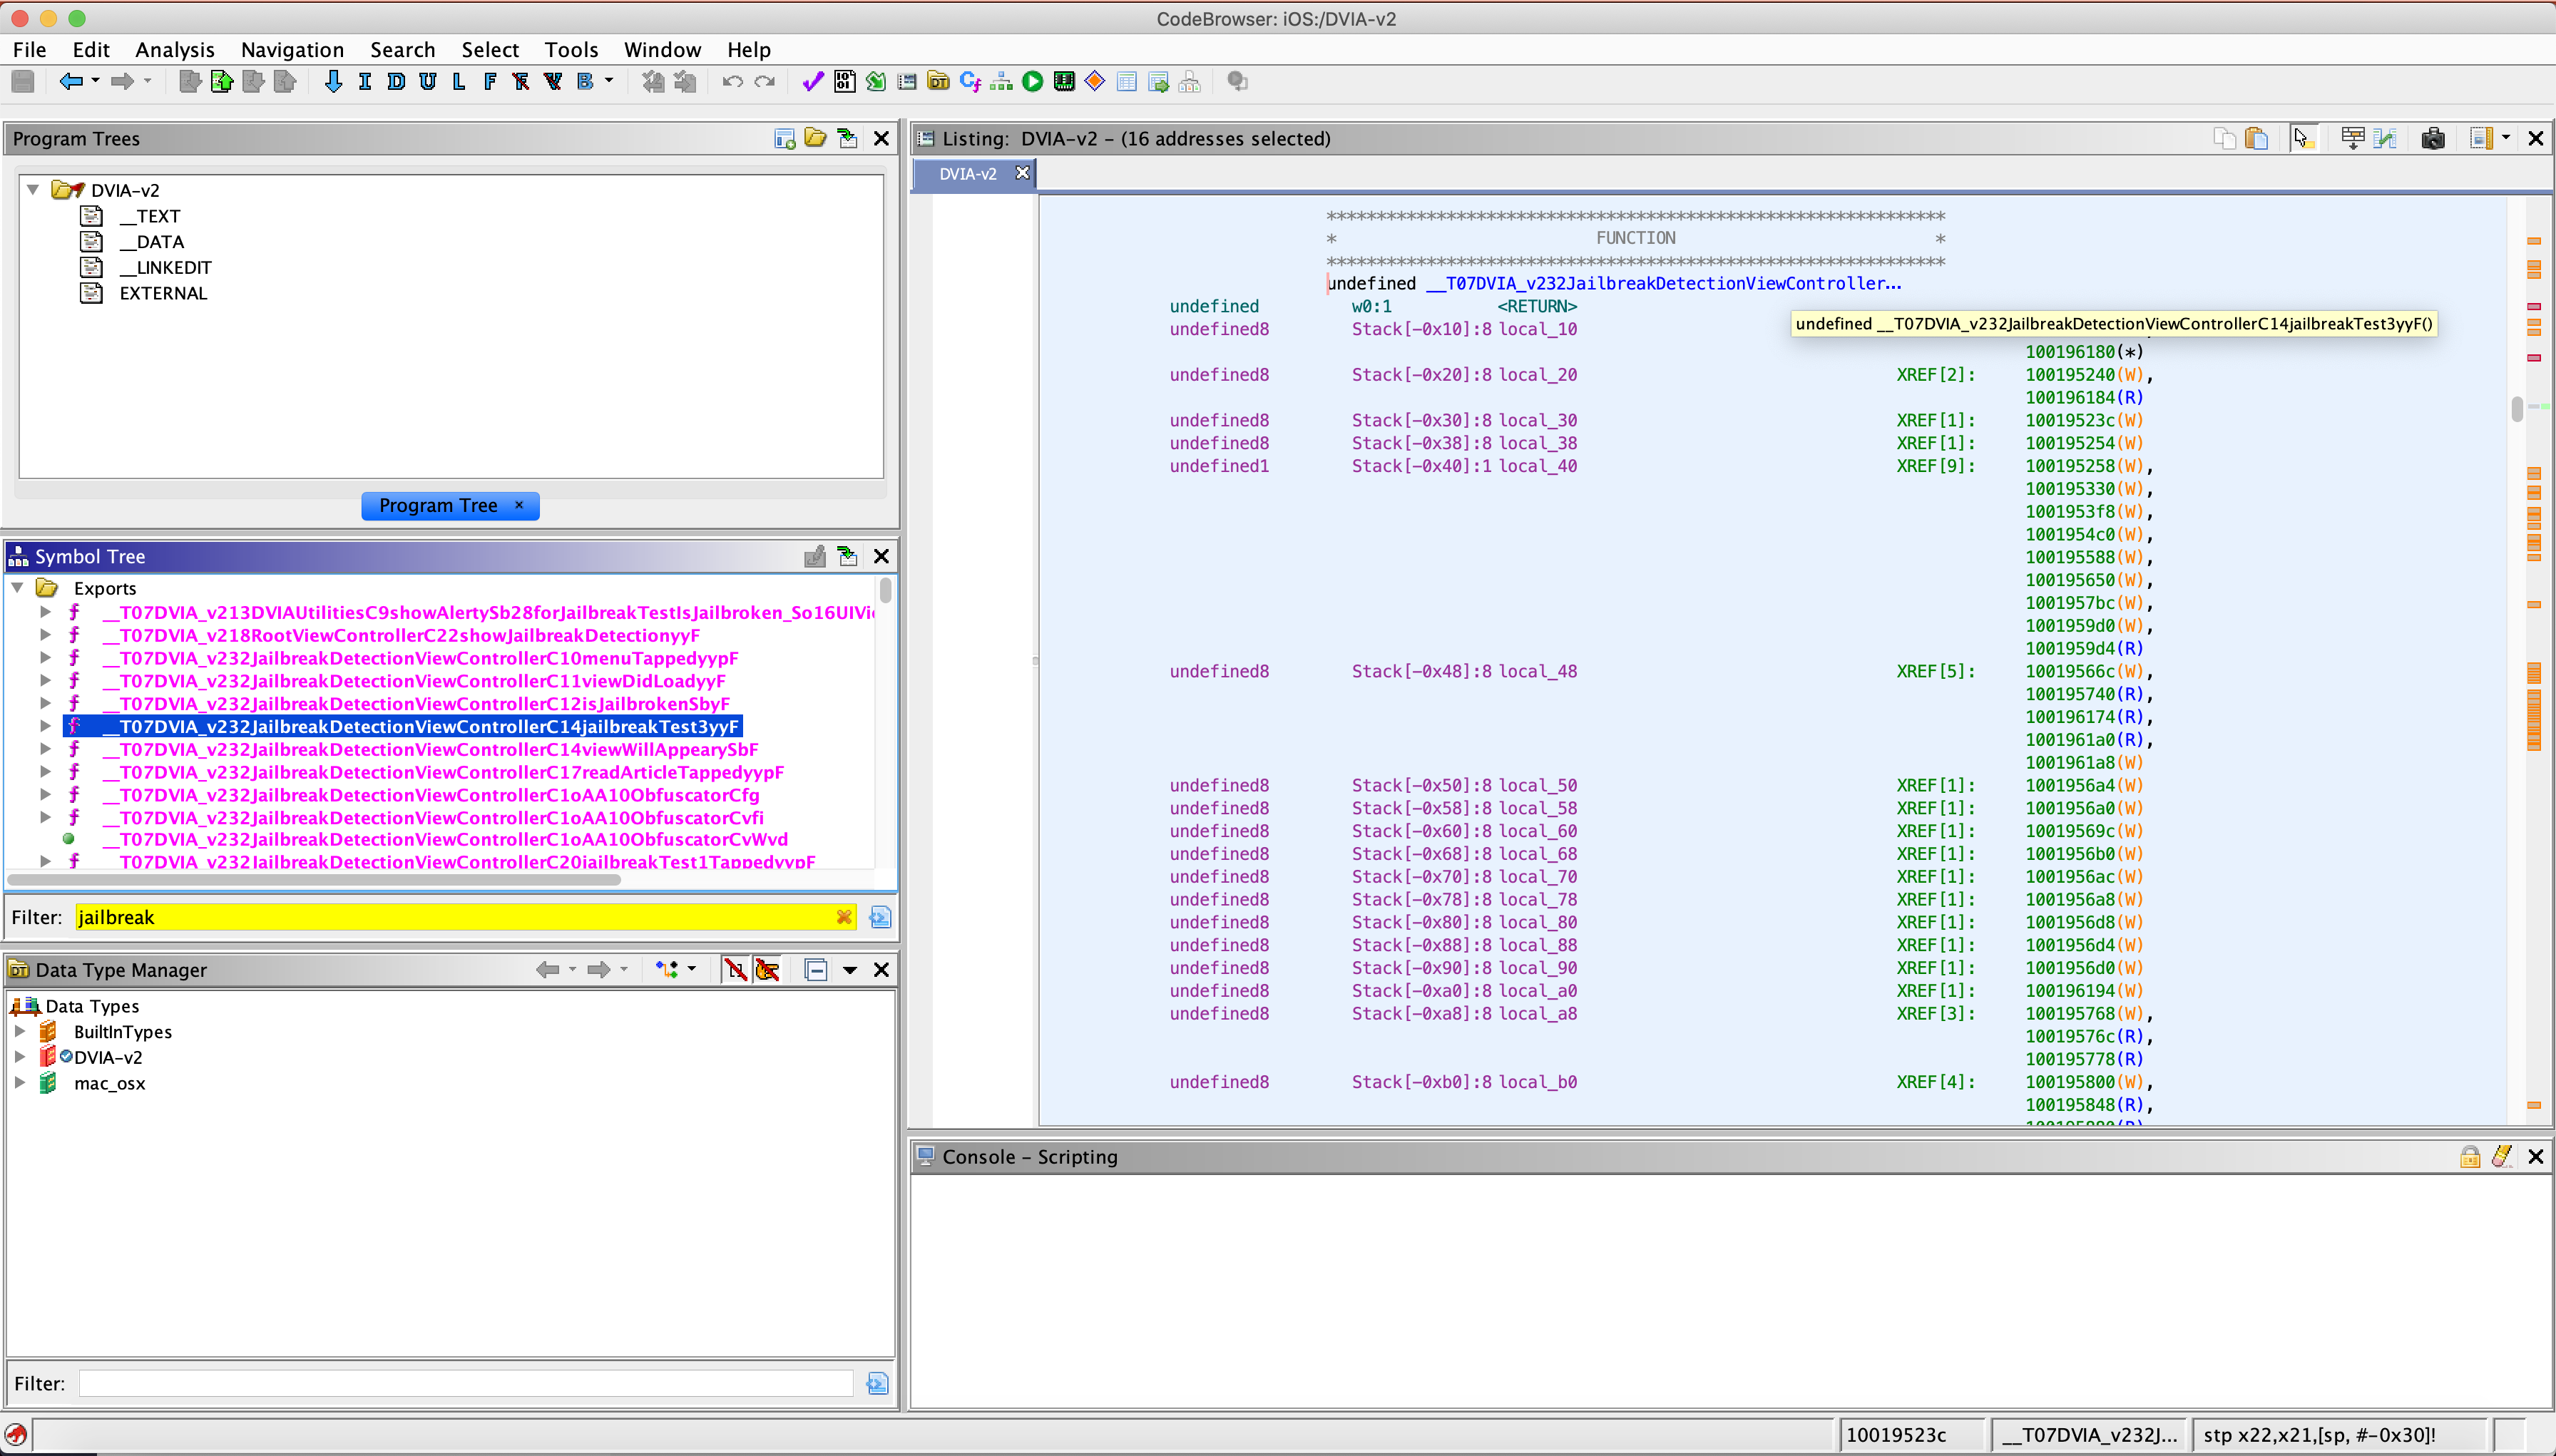 CodeBrowser: iOS:/DVIA-v2
File Edit Analysis Navigation Search Select Tools Window Help
I D U L F F V B
Program Trees
DVIA-v2
__TEXT
__DATA
__LINKEDIT
EXTERNAL
Program Tree ×
Symbol Tree
Exports
__T07DVIA_v213DVIAUtilitiesC9showAlertySb28forJailbreakTestIsJailbroken_So16UIVi
__T07DVIA_v218RootViewControllerC22showJailbreakDetectionyyF
__T07DVIA_v232JailbreakDetectionViewControllerC10menuTappedyypF
__T07DVIA_v232JailbreakDetectionViewControllerC11viewDidLoadyyF
__T07DVIA_v232JailbreakDetectionViewControllerC12isJailbrokenSbyF
__T07DVIA_v232JailbreakDetectionViewControllerC14jailbreakTest3yyF
__T07DVIA_v232JailbreakDetectionViewControllerC14viewWillAppearySbF
__T07DVIA_v232JailbreakDetectionViewControllerC17readArticleTappedyypF
__T07DVIA_v232JailbreakDetectionViewControllerC1oAA10ObfuscatorCfg
__T07DVIA_v232JailbreakDetectionViewControllerC1oAA10ObfuscatorCvfi
__T07DVIA_v232JailbreakDetectionViewControllerC1oAA10ObfuscatorCvWvd
__T07DVIA_v232JailbreakDetectionViewControllerC20jailbreakTest1TappedyypF
Filter: jailbreak
Data Type Manager
Data Types
BuiltInTypes
DVIA-v2
mac_osx
Filter:
Listing: DVIA-v2 – (16 addresses selected)
DVIA-v2
**************************************************************
* FUNCTION *
**************************************************************
undefined __T07DVIA_v232JailbreakDetectionViewController...
undefined w0:1 <RETURN>
undefined __T07DVIA_v232JailbreakDetectionViewControllerC14jailbreakTest3yyF()
undefined8 Stack[-0x10]:8 local_10
100196180(*)
undefined8 Stack[-0x20]:8 local_20 XREF[2]: 100195240(W),
100196184(R)
undefined8 Stack[-0x30]:8 local_30 XREF[1]: 10019523c(W)
undefined8 Stack[-0x38]:8 local_38 XREF[1]: 100195254(W)
undefined1 Stack[-0x40]:1 local_40 XREF[9]: 100195258(W),
100195330(W),
1001953f8(W),
1001954c0(W),
100195588(W),
100195650(W),
1001957bc(W),
1001959d0(W),
1001959d4(R)
undefined8 Stack[-0x48]:8 local_48 XREF[5]: 10019566c(W),
100195740(R),
100196174(R),
1001961a0(R),
1001961a8(W)
undefined8 Stack[-0x50]:8 local_50 XREF[1]: 1001956a4(W)
undefined8 Stack[-0x58]:8 local_58 XREF[1]: 1001956a0(W)
undefined8 Stack[-0x60]:8 local_60 XREF[1]: 10019569c(W)
undefined8 Stack[-0x68]:8 local_68 XREF[1]: 1001956b0(W)
undefined8 Stack[-0x70]:8 local_70 XREF[1]: 1001956ac(W)
undefined8 Stack[-0x78]:8 local_78 XREF[1]: 1001956a8(W)
undefined8 Stack[-0x80]:8 local_80 XREF[1]: 1001956d8(W)
undefined8 Stack[-0x88]:8 local_88 XREF[1]: 1001956d4(W)
undefined8 Stack[-0x90]:8 local_90 XREF[1]: 1001956d0(W)
undefined8 Stack[-0xa0]:8 local_a0 XREF[1]: 100196194(W)
undefined8 Stack[-0xa8]:8 local_a8 XREF[3]: 100195768(W),
10019576c(R),
100195778(R)
undefined8 Stack[-0xb0]:8 local_b0 XREF[4]: 100195800(W),
100195848(R),
Console – Scripting
10019523c
__T07DVIA_v232J...
stp x22,x21,[sp, #-0x30]!